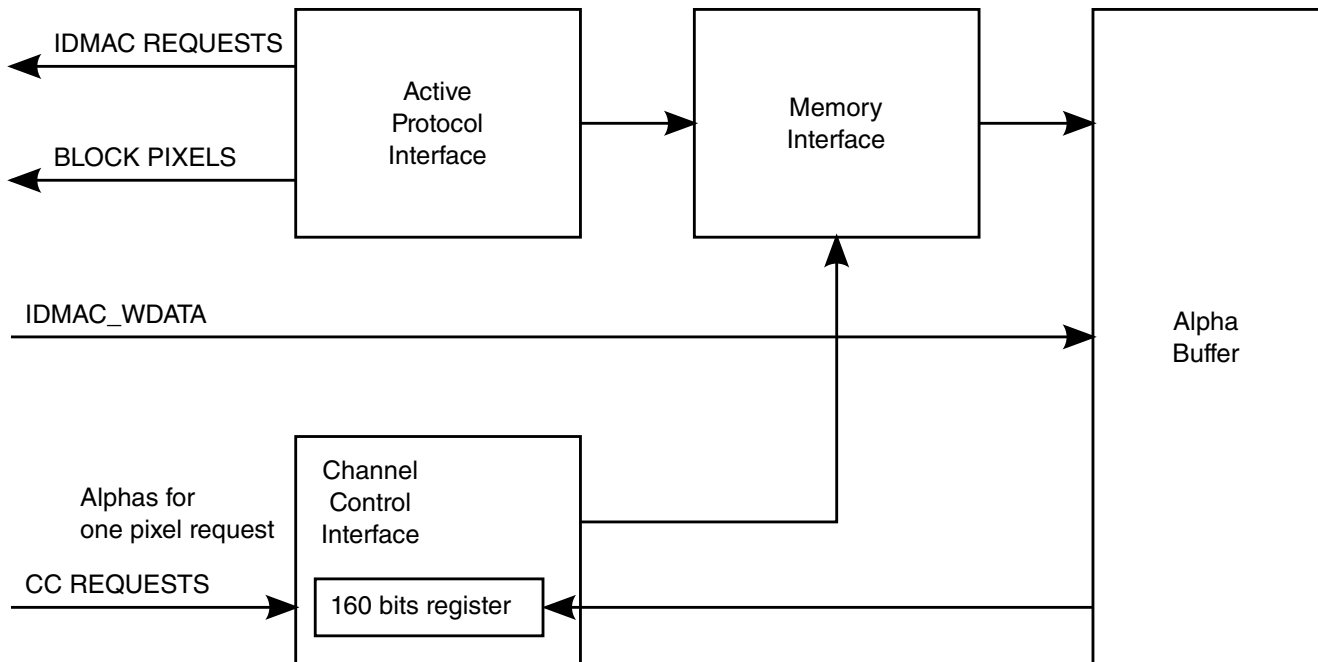 IDMAC REQUESTS
BLOCK PIXELS
Active
Protocol
Interface
Memory
Interface
IDMAC_WDATA
Alpha
Buffer
Alphas for
one pixel request
CC REQUESTS
Channel
Control
Interface
160 bits register